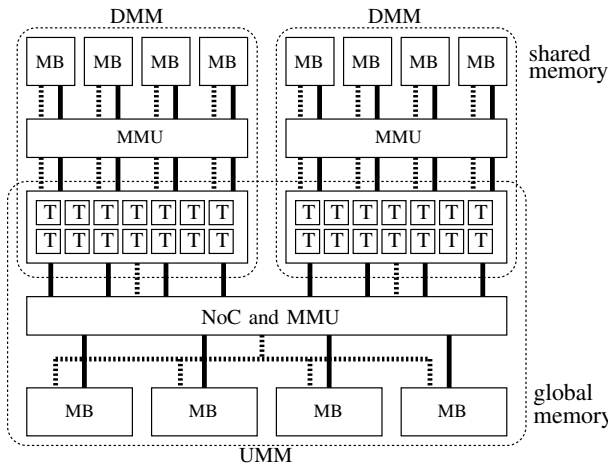 DMM DMM
MB MB MB MB MB MB MB MB
shared
memory
MMU MMU
T T T T T T T T T T T T T T
T T T T T T T T T T T T T T
NoC and MMU
MB MB MB MB
global
memory
UMM